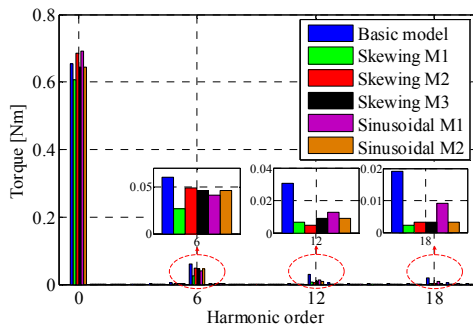 0.8
0.6
0.4
0.2
0
Torque [Nm]
Basic model
Skewing M1
Skewing M2
Skewing M3
Sinusoidal M1
Sinusoidal M2
0.05
0
6
0.04
0.02
0
12
0.02
0.01
0
18
0
6
12
18
Harmonic order